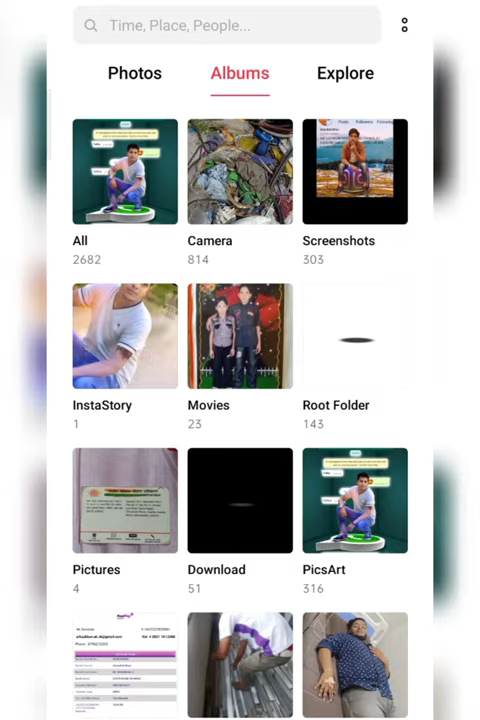 Time, Place, People...
Photos Albums Explore
All Camera Screenshots
2682 814 303
InstaStory Movies Root Folder
1 23 143
Pictures Download PicsArt
4 51 316